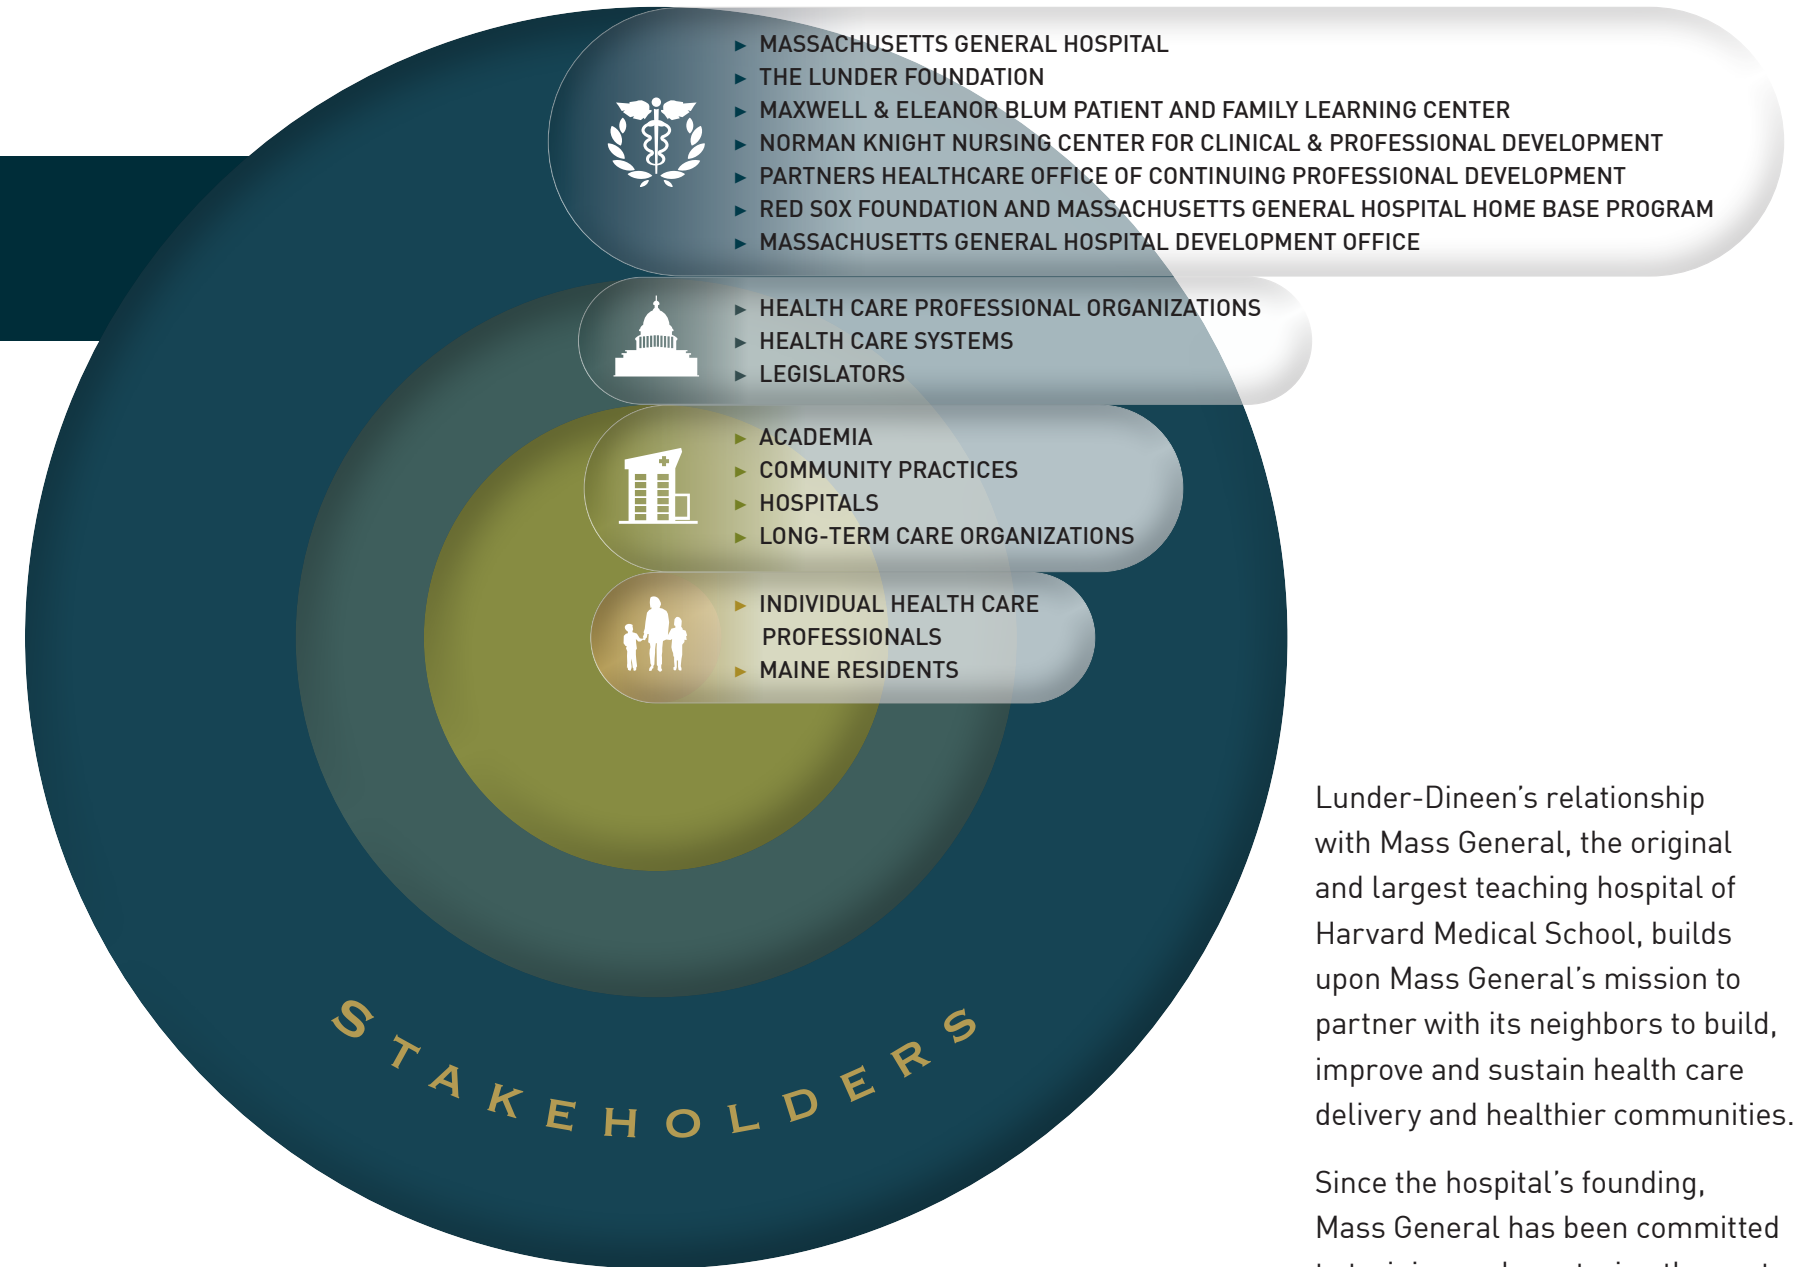 ► MASSACHUSETTS GENERAL HOSPITAL
► THE LUNDER FOUNDATION
► MAXWELL & ELEANOR BLUM PATIENT AND FAMILY LEARNING CENTER
► NORMAN KNIGHT NURSING CENTER FOR CLINICAL & PROFESSIONAL DEVELOPMENT
► PARTNERS HEALTHCARE OFFICE OF CONTINUING PROFESSIONAL DEVELOPMENT
► RED SOX FOUNDATION AND MASSACHUSETTS GENERAL HOSPITAL HOME BASE PROGRAM
► MASSACHUSETTS GENERAL HOSPITAL DEVELOPMENT OFFICE
► HEALTH CARE PROFESSIONAL ORGANIZATIONS
► HEALTH CARE SYSTEMS
► LEGISLATORS
► ACADEMIA
► COMMUNITY PRACTICES
► HOSPITALS
► LONG-TERM CARE ORGANIZATIONS
► INDIVIDUAL HEALTH CARE
PROFESSIONALS
► MAINE RESIDENTS
STAKEHOLDERS
Lunder-Dineen’s relationship
with Mass General, the original
and largest teaching hospital of
Harvard Medical School, builds
upon Mass General’s mission to
partner with its neighbors to build,
improve and sustain health care
delivery and healthier communities.
Since the hospital’s founding,
Mass General has been committed